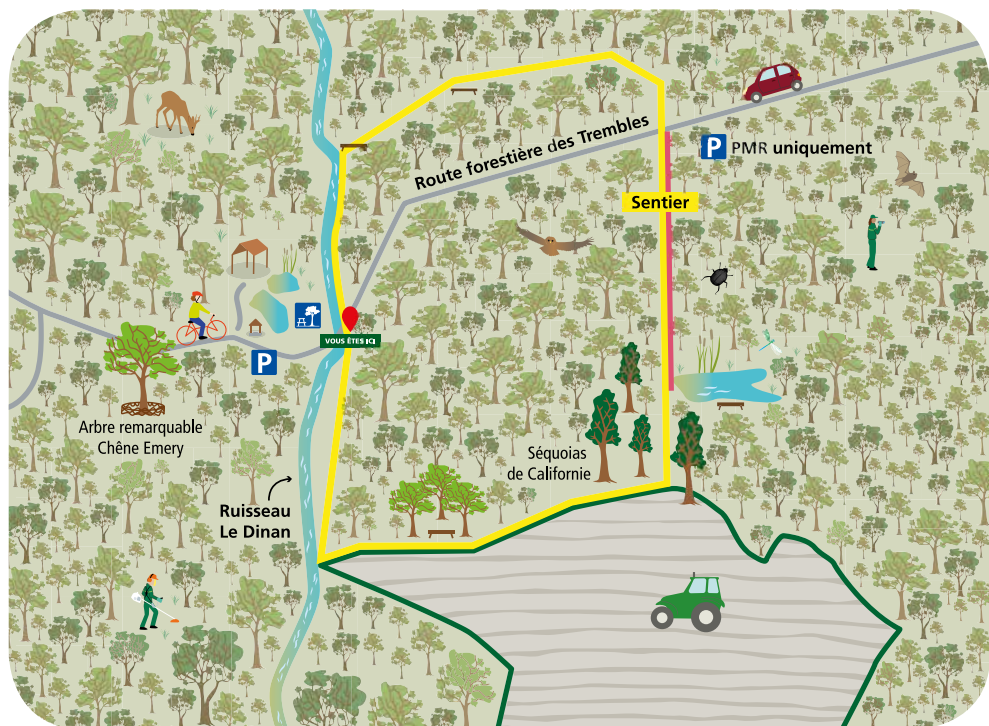 Route forestière des Trembles
P PMR uniquement
Sentier
VOUS ÊTES ICI
P
Arbre remarquable
Chêne Emery
Séquoias
de Californie
Ruisseau
Le Dinan